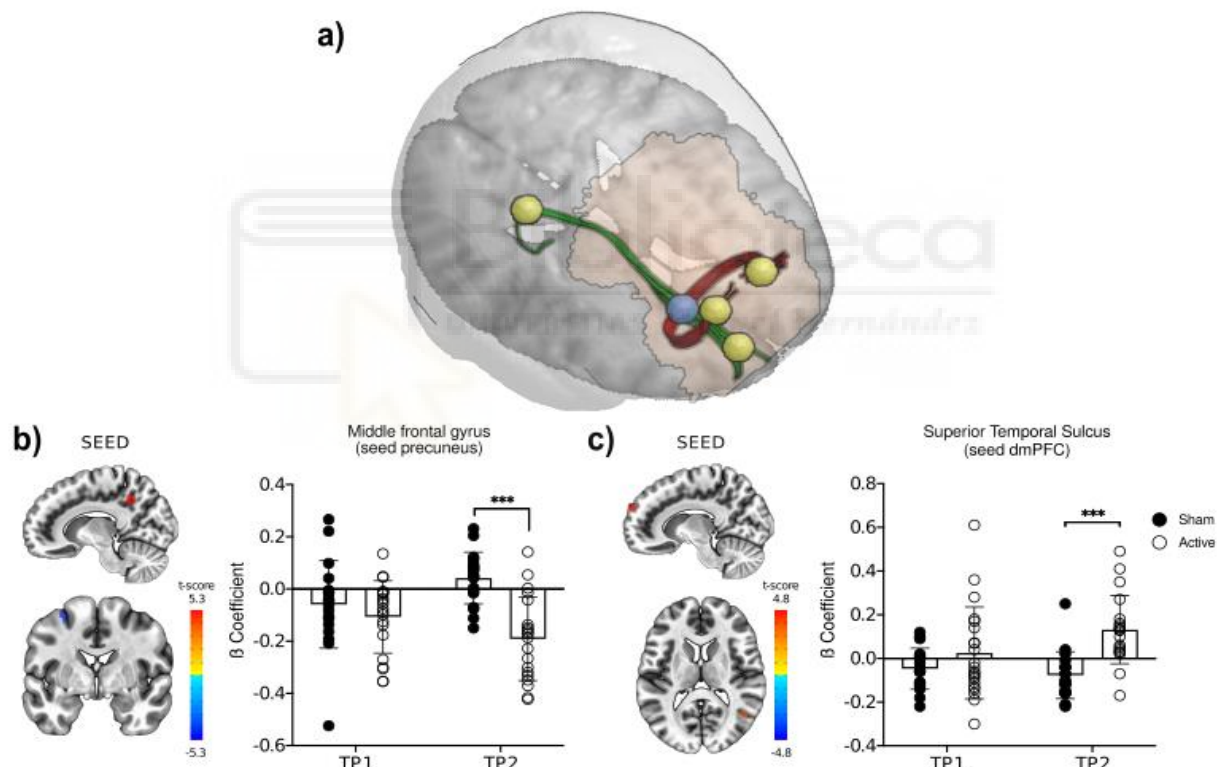 a)
Biblioteca
Hernández
b)
SEED
Middle frontal gyrus
(seed precuneus)
***
0.4
0.2
0.0
-0.2
-0.4
-0.6
β Coefficient
t-score
5.3
-5.3
TP1
TP2
c)
SEED
Superior Temporal Sulcus
(seed dmPFC)
***
0.8
0.6
0.4
0.2
0.0
-0.2
-0.4
β Coefficient
t-score
4.8
-4.8
TP1
TP2
Sham
Active